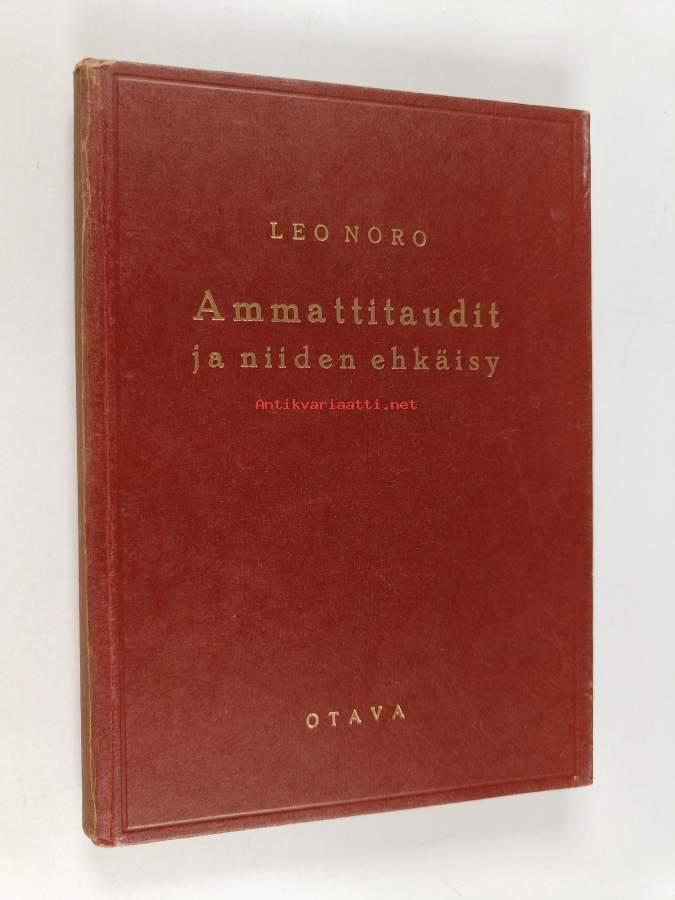 LEO NORO
Ammattitaudit
ja niiden ehkäisy
Antikvariaatti.net
OTAVA